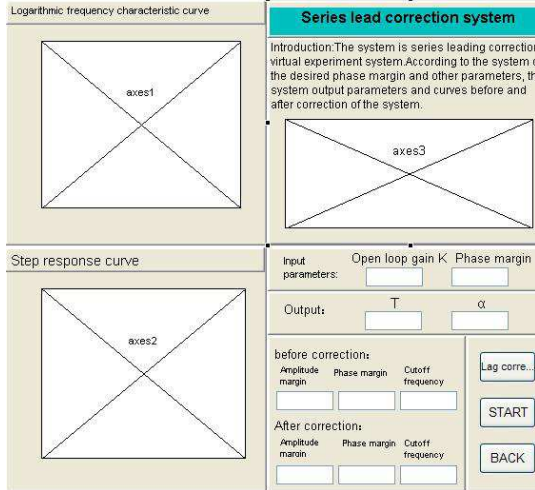 Logarithmic frequency characteristic curve
axes1
Series lead correction system
Introduction:The system is series leading correction
virtual experiment system.According to the system
the desired phase margin and other parameters, th
system output parameters and curves before and
after correction of the system.
axes3
Step response curve
axes2
Input parameters:
Open loop gain K Phase margin
Output:
T α
before correction:
Amplitude margin
Phase margin
Cutoff frequency
After correction:
Amplitude margin
Phase margin
Cutoff frequency
Lag corre...
START
BACK